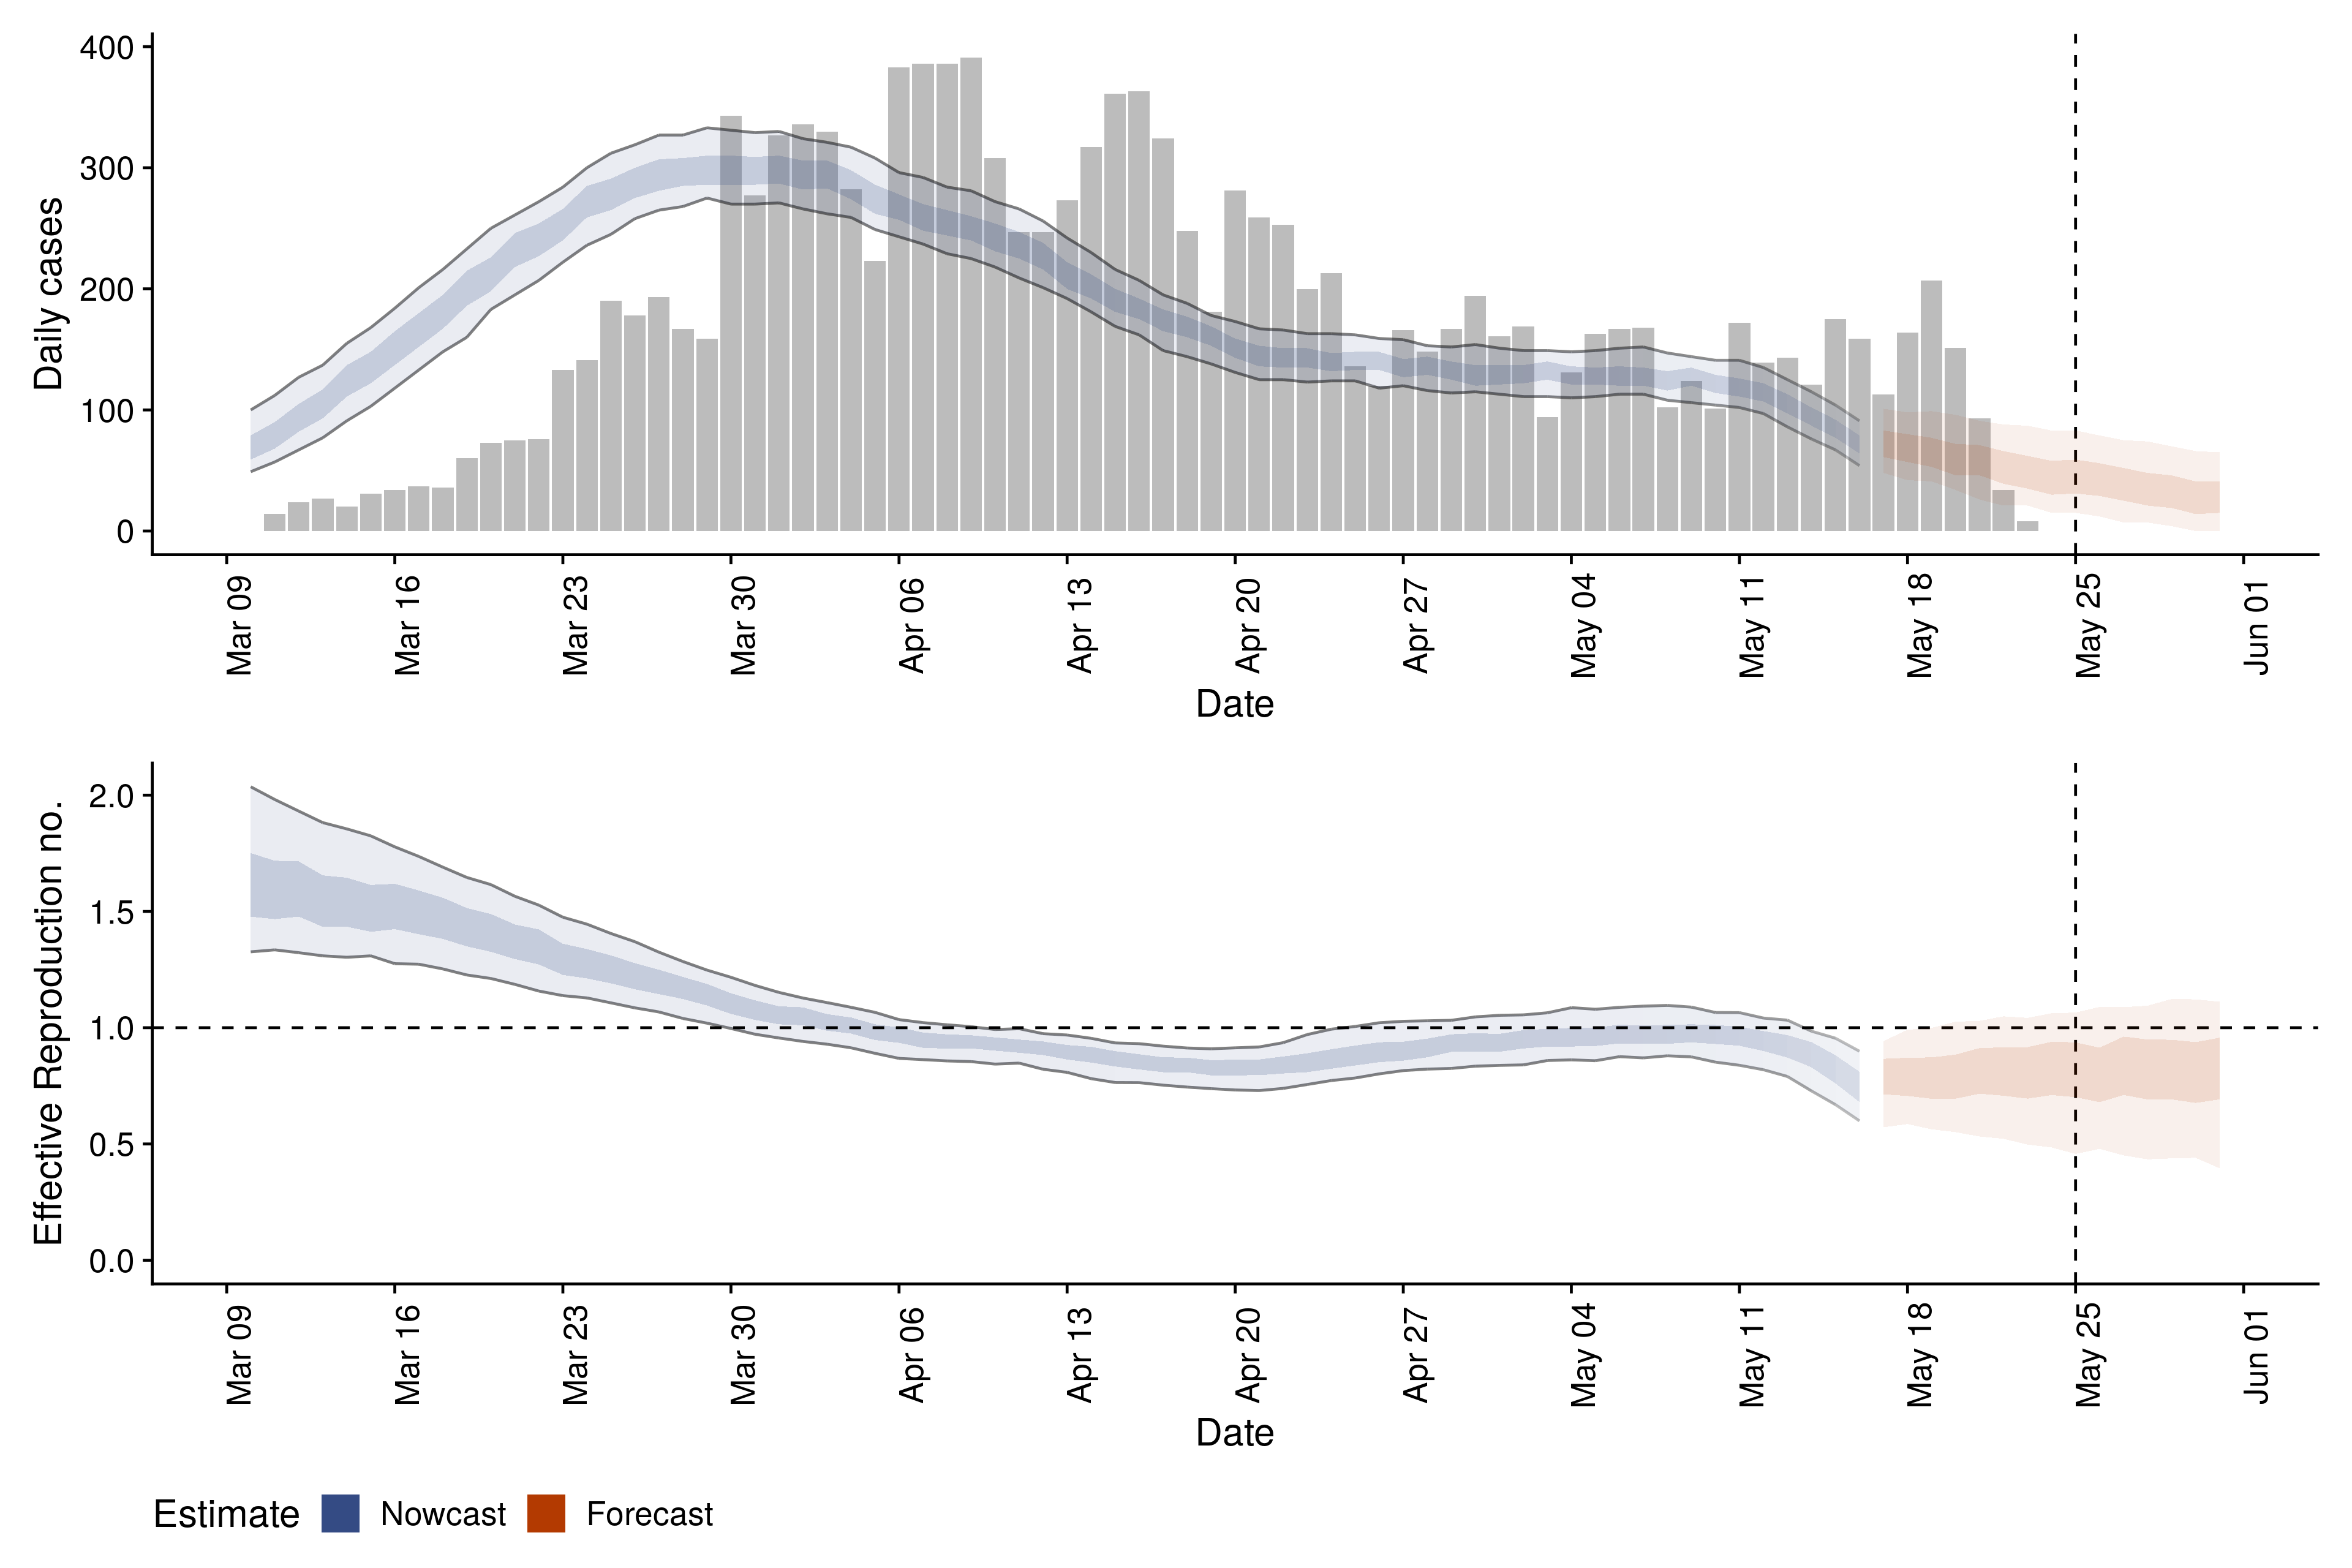 Daily cases
400
300
200
100
0
Mar 09
Mar 16
Mar 23
Mar 30
Apr 06
Apr 13
Apr 20
Apr 27
May 04
May 11
May 18
May 25
Jun 01
Date
Effective Reproduction no.
2.0
1.5
1.0
0.5
0.0
Mar 09
Mar 16
Mar 23
Mar 30
Apr 06
Apr 13
Apr 20
Apr 27
May 04
May 11
May 18
May 25
Jun 01
Date
Estimate Nowcast Forecast